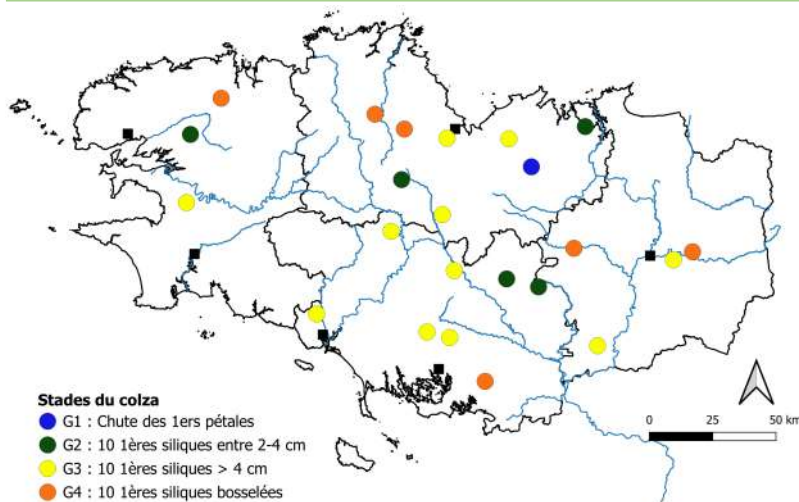 Stades du colza
G1 : Chute des 1ers pétales
G2 : 10 1ères siliques entre 2-4 cm
G3 : 10 1ères siliques > 4 cm
G4 : 10 1ères siliques bosselées
0 25 50 km